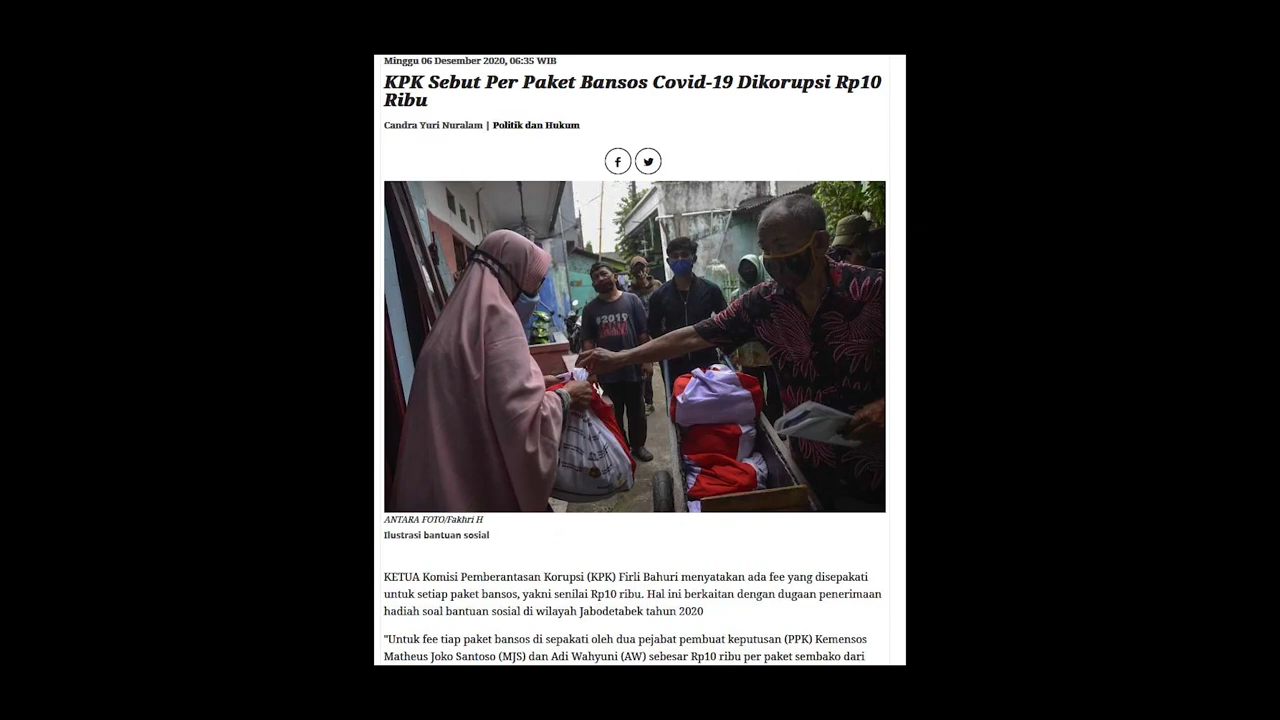 Minggu 06 Desember 2020, 06:35 WIB
KPK Sebut Per Paket Bansos Covid-19 Dikorupsi Rp10
Ribu
Candra Yuri Nuralam | Politik dan Hukum
#2019
ANTARA FOTO/Fakhri H
Ilustrasi bantuan sosial
KETUA Komisi Pemberantasan Korupsi (KPK) Firli Bahuri menyatakan ada fee yang disepakati
untuk setiap paket bansos, yakni senilai Rp10 ribu. Hal ini berkaitan dengan dugaan penerimaan
hadiah soal bantuan sosial di wilayah Jabodetabek tahun 2020
"Untuk fee tiap paket bansos di sepakati oleh dua pejabat pembuat keputusan (PPK) Kemensos
Matheus Joko Santoso (MJS) dan Adi Wahyuni (AW) sebesar Rp10 ribu per paket sembako dari